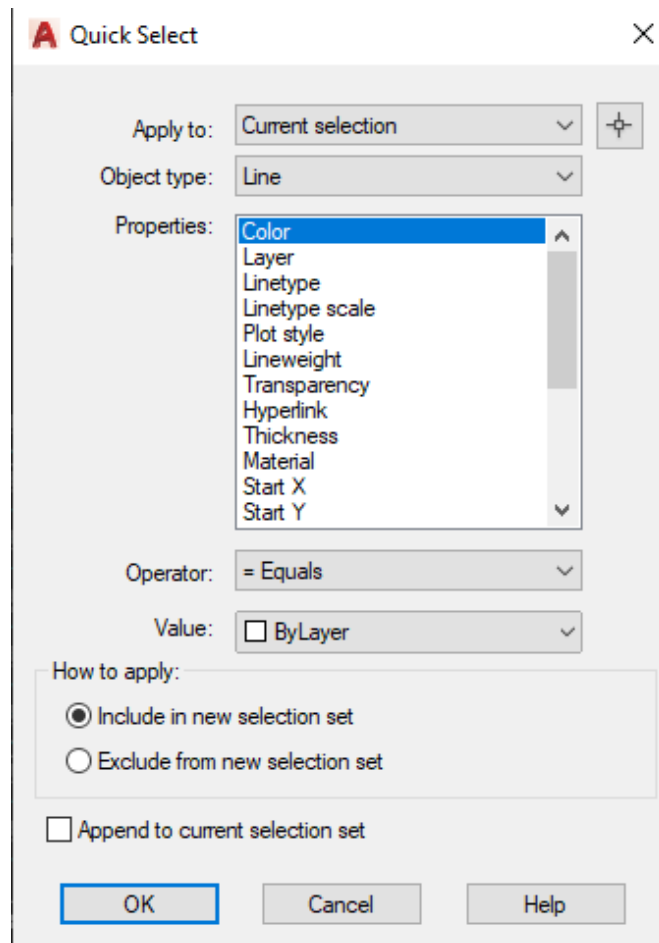 Quick Select
Apply to: Current selection
Object type: Line
Properties: Color
Layer
Linetype
Linetype scale
Plot style
Lineweight
Transparency
Hyperlink
Thickness
Material
Start X
Start Y
Operator: = Equals
Value: ByLayer
How to apply:
Include in new selection set
Exclude from new selection set
Append to current selection set
OK Cancel Help